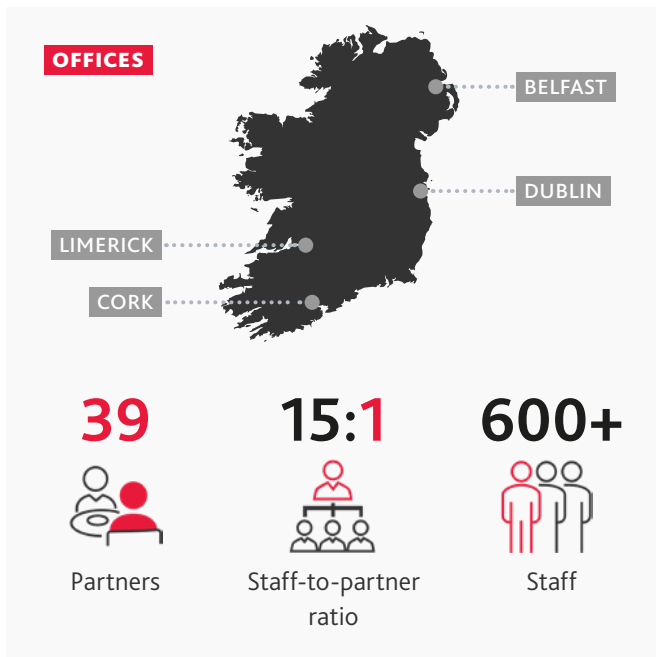 OFFICES
BELFAST
DUBLIN
LIMERICK
CORK
39
Partners
15:1
Staff-to-partner
ratio
600+
Staff